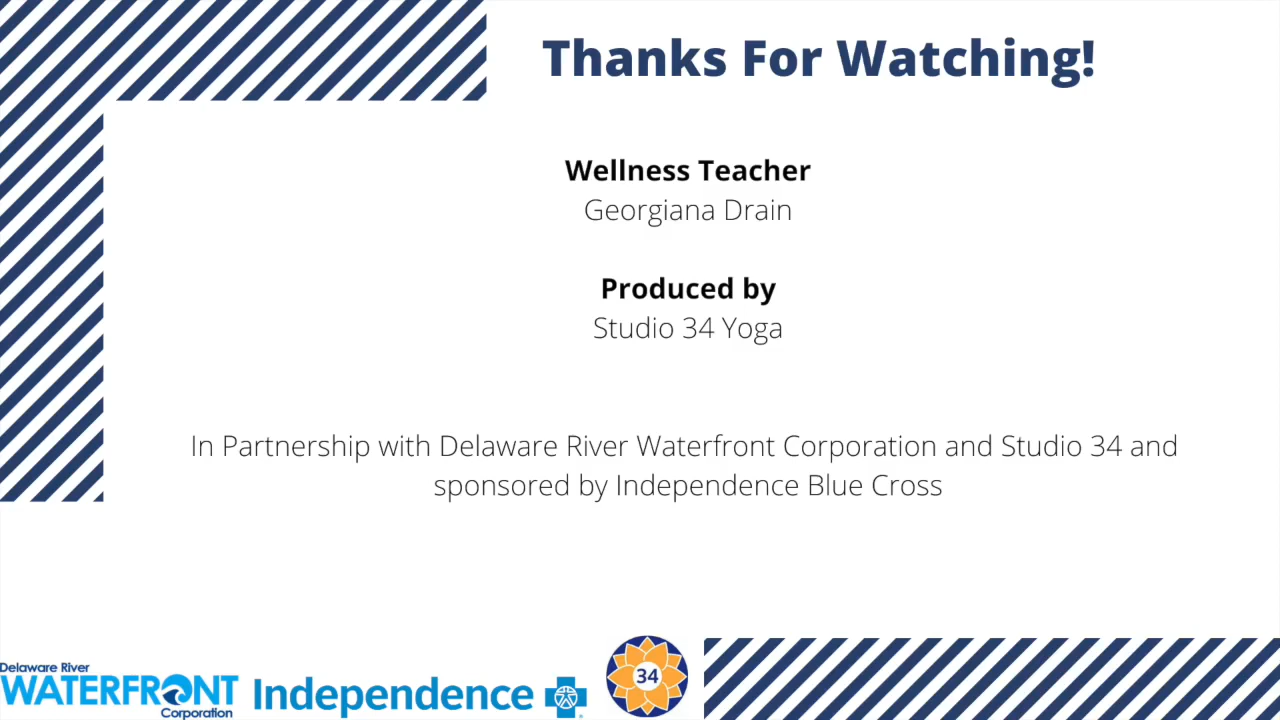 Thanks For Watching!
Wellness Teacher
Georgiana Drain
Produced by
Studio 34 Yoga
In Partnership with Delaware River Waterfront Corporation and Studio 34 and
sponsored by Independence Blue Cross
Delaware River
WATERFRONT
Corporation
Independence
34